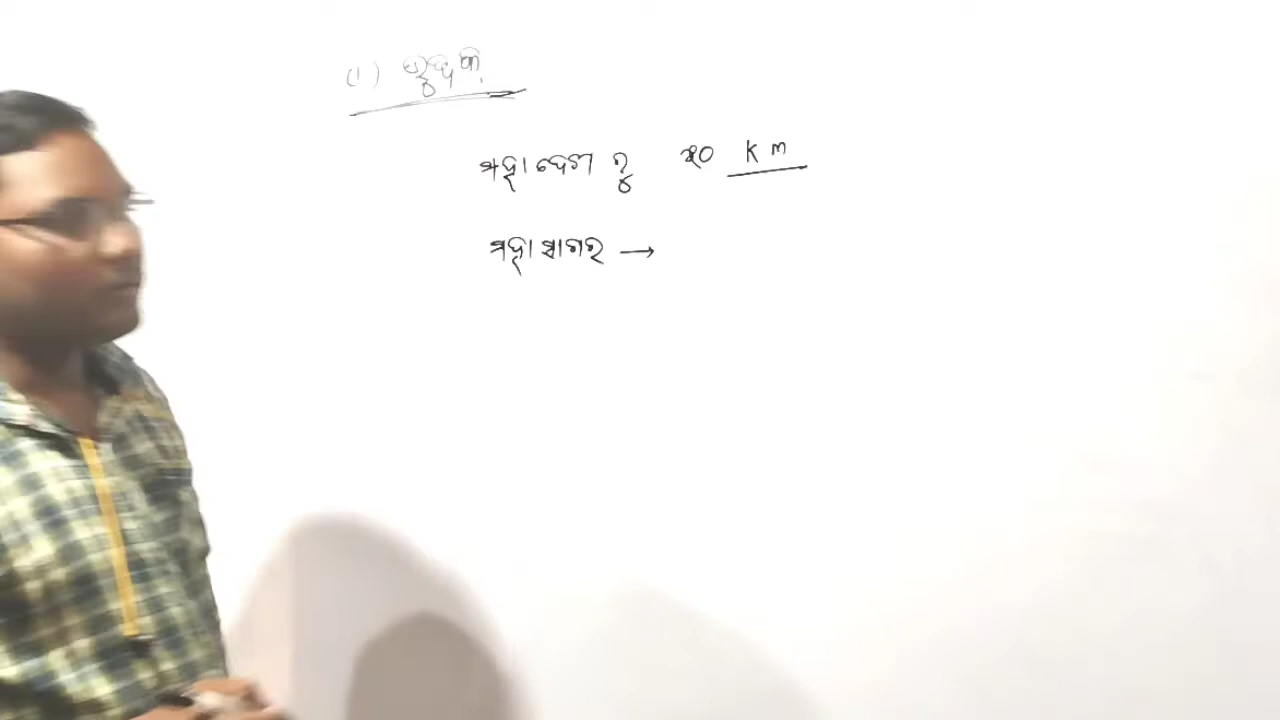 (1) ଭୂତ୍ୱକ
ମହାଦେଶ ରୁ ୪୦ km
ମହାସାଗର →